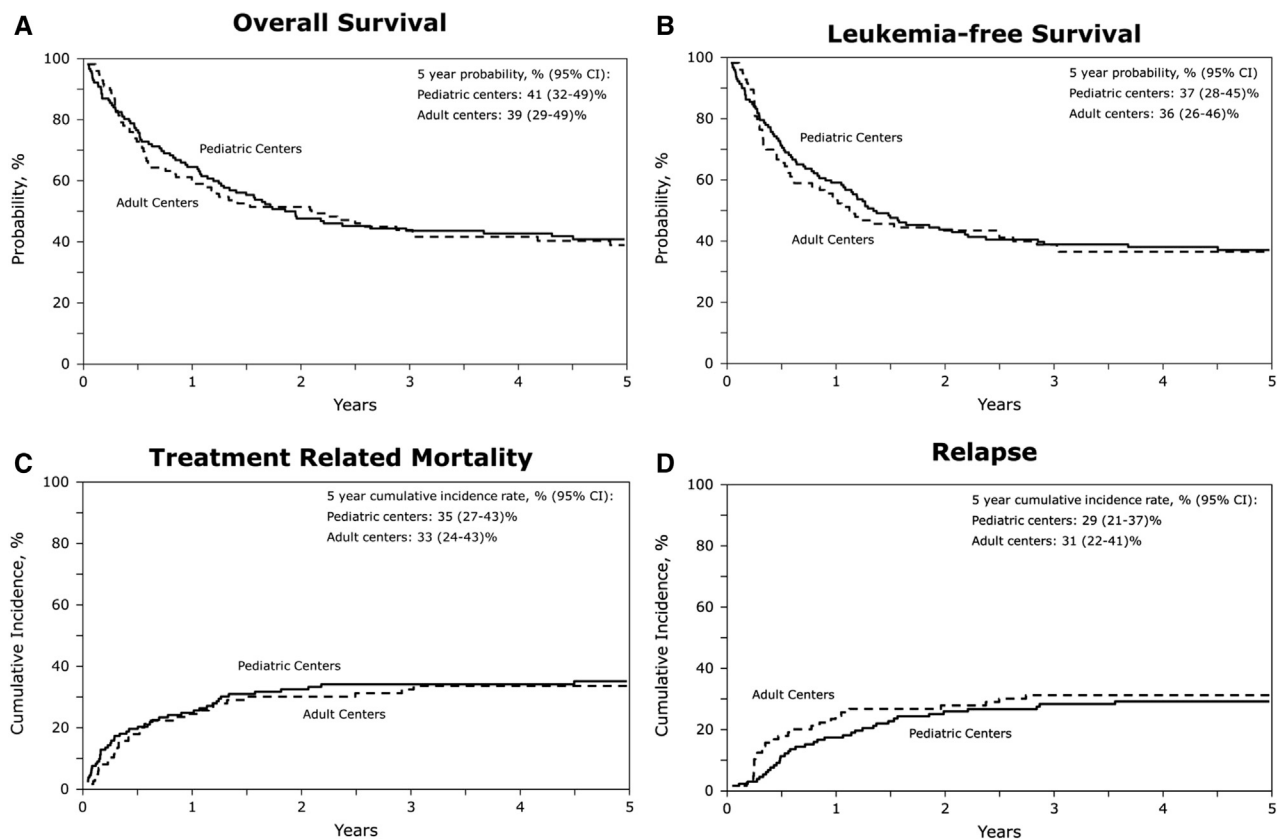 A
Overall Survival
100
80
60
40
20
0
Probability, %
5 year probability, % (95% CI):
Pediatric centers: 41 (32-49)%
Adult centers: 39 (29-49)%
Pediatric Centers
Adult Centers
0 1 2 3 4 5
Years
B
Leukemia-free Survival
100
80
60
40
20
0
Probability, %
5 year probability, % (95% CI)
Pediatric centers: 37 (28-45)%
Adult centers: 36 (26-46)%
Pediatric Centers
Adult Centers
0 1 2 3 4 5
Years
C
Treatment Related Mortality
100
80
60
40
20
0
Cumulative Incidence, %
5 year cumulative incidence rate, % (95% CI):
Pediatric centers: 35 (27-43)%
Adult centers: 33 (24-43)%
Pediatric Centers
Adult Centers
0 1 2 3 4 5
Years
D
Relapse
100
80
60
40
20
0
Cumulative Incidence, %
5 year cumulative incidence rate, % (95% CI):
Pediatric centers: 29 (21-37)%
Adult centers: 31 (22-41)%
Adult Centers
Pediatric Centers
0 1 2 3 4 5
Years